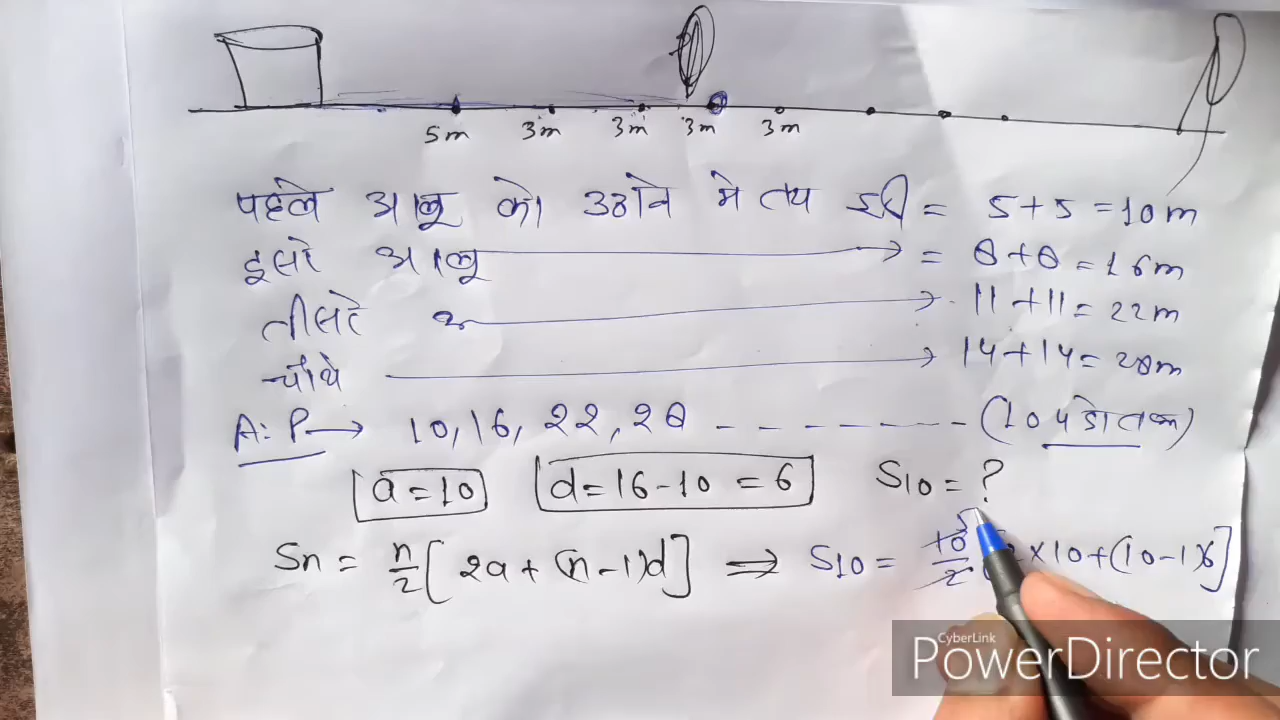 5m 3m 3m 3m 3m
पहले आलू को उठाने मे तय दूरी = 5+5 =10m
दूसरे आलू = 8+8 =16m
तीसरे = 11+11= 22m
चौथे 14+14= 28m
A.P → 10, 16, 22, 28 - - - - - - - - (10 पदो तक)
a = 10 d=16-10 = 6 S10 = ?
Sn = n/2 [ 2a + (n-1)d ] ⇒ S10 = 10/2 ×10+(10-1)6]
CyberLink
PowerDirector